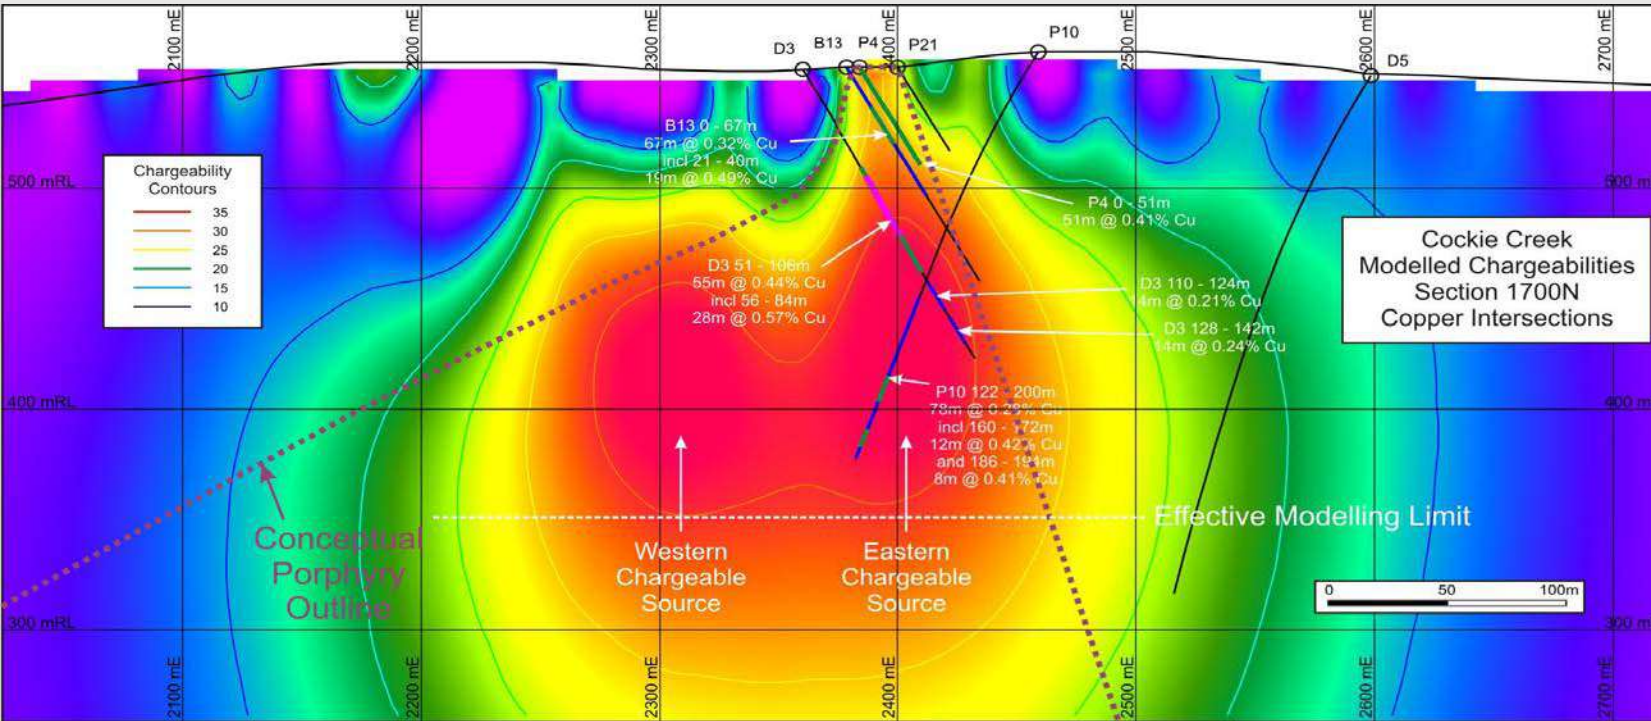 2100 mE
2200 mE
2300 mE
2400 mE
2500 mE
2600 mE
2700 mE
D3
B13
P4
P21
P10
D5
Chargeability
Contours
35
30
25
20
15
10
500 mRL
500 m
B13 0 - 67m
67m @ 0.32% Cu
incl 21 - 40m
19m @ 0.49% Cu
P4 0 - 51m
51m @ 0.41% Cu
Cockie Creek
Modelled Chargeabilities
Section 1700N
Copper Intersections
D3 51 - 106m
55m @ 0.44% Cu
incl 56 - 84m
28m @ 0.57% Cu
D3 110 - 124m
14m @ 0.21% Cu
D3 128 - 142m
14m @ 0.24% Cu
400 mRL
400 m
P10 122 - 200m
78m @ 0.28% Cu
incl 160 - 172m
12m @ 0.42% Cu
and 186 - 194m
8m @ 0.41% Cu
Effective Modelling Limit
Conceptual
Porphyry
Outline
Western
Chargeable
Source
Eastern
Chargeable
Source
0 50 100m
300 mRL
300 m
2100 mE
2200 mE
2300 mE
2400 mE
2500 mE
2600 mE
2700 mE